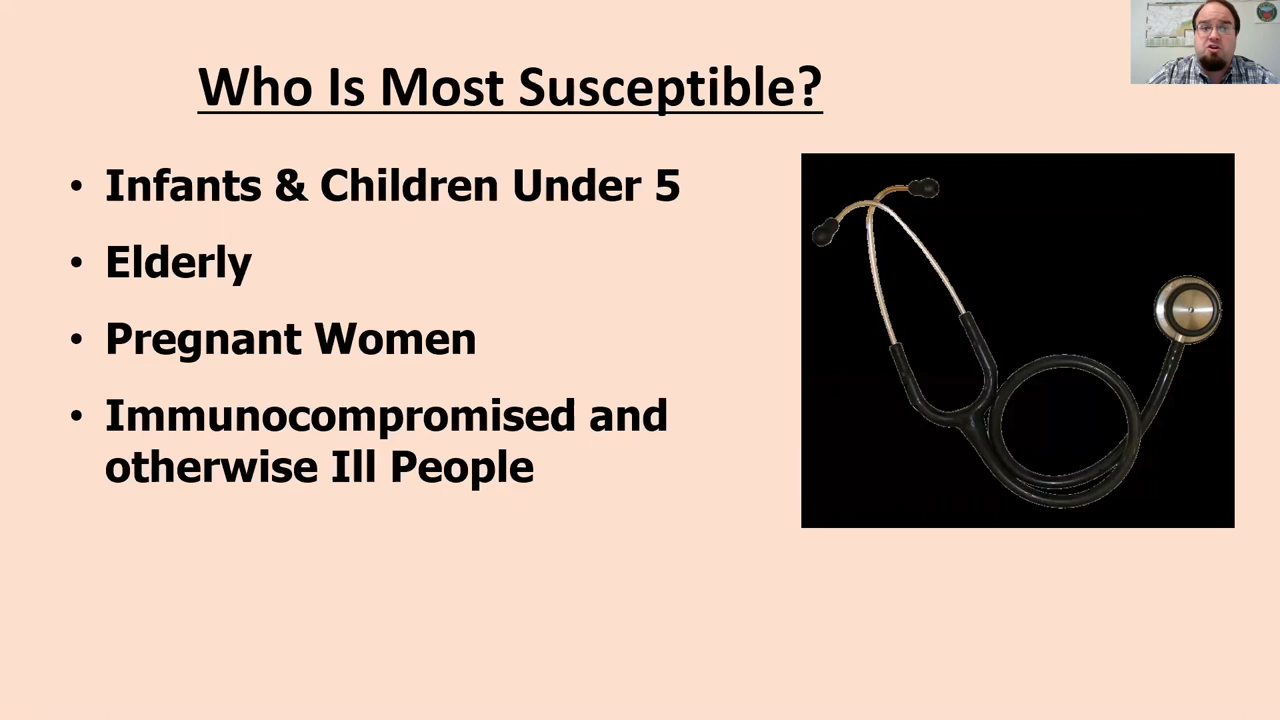 Who Is Most Susceptible?
• Infants & Children Under 5
• Elderly
• Pregnant Women
• Immunocompromised and
otherwise Ill People